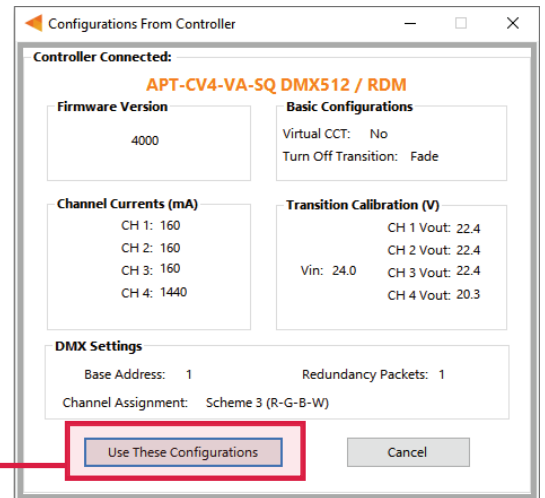 Configurations From Controller
Controller Connected:
APT-CV4-VA-SQ DMX512 / RDM
Firmware Version
4000
Basic Configurations
Virtual CCT: No
Turn Off Transition: Fade
Channel Currents (mA)
CH 1: 160
CH 2: 160
CH 3: 160
CH 4: 1440
Transition Calibration (V)
Vin: 24.0
CH 1 Vout: 22.4
CH 2 Vout: 22.4
CH 3 Vout: 22.4
CH 4 Vout: 20.3
DMX Settings
Base Address: 1 Redundancy Packets: 1
Channel Assignment: Scheme 3 (R-G-B-W)
Use These Configurations Cancel